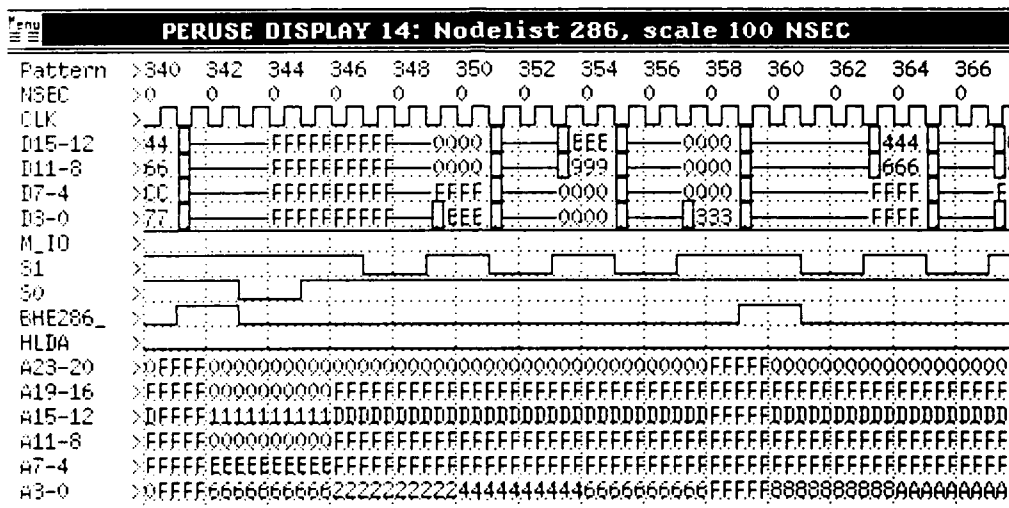 Menu
PERUSE DISPLAY 14: Nodelist 286, scale 100 NSEC
Pattern >340 342 344 346 348 350 352 354 356 358 360 362 364 366
NSEC >0 0 0 0 0 0 0 0 0 0 0 0 0 0
CLK >
D15-12 >44 FFFFFFFFFF 0000 EEE 0000 444
D11-8 >66 FFFFFFFFFF 0000 999 0000 666
D7-4 >CC FFFFFFFFFF FFFF 0000 0000 FFFF F
D3-0 >77 FFFFFFFFFF EEE 0000 333 FFFF
M_IO >
S1 >
S0 >
BHE286_ >
HLDA >
A23-20 >0FFFF0000000000000000000000000000000000000000FFFFF0000000000000000000
A19-16 >FFFFF0000000000FFFFFFFFFFFFFFFFFFFFFFFFFFFFFFFFFFFFFFFFFFFFFFFFFFFFFF
A15-12 >DFFFF1111111111DDDDDDDDDDDDDDDDDDDDDDDDDDDDDDFFFFFDDDDDDDDDDDDDDDDDDD
A11-8 >FFFFF0000000000FFFFFFFFFFFFFFFFFFFFFFFFFFFFFFFFFFFFFFFFFFFFFFFFFFFFFF
A7-4 >FFFFFEEEEEEEEEEFFFFFFFFFFFFFFFFFFFFFFFFFFFFFFFFFFFFFFFFFFFFFFFFFFFFFF
A3-0 >0FFFF6666666666222222222244444444446666666666FFFFF8888888888AAAAAAAAA